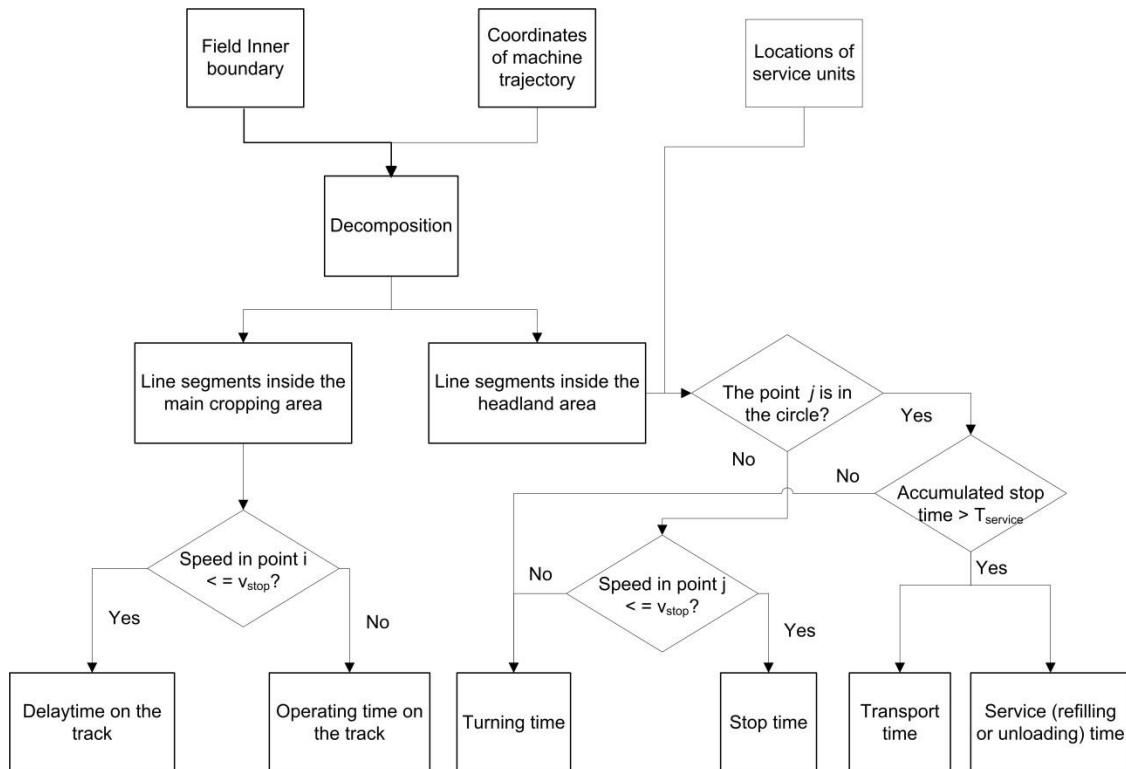 Field Inner
boundary
Coordinates
of machine
trajectory
Locations of
service units
Decomposition
Line segments inside the
main cropping area
Line segments inside the
headland area
The point j is in
the circle?
Yes
No
No
Accumulated stop
time > Tservice
Speed in point i
< = vstop?
Speed in point j
< = vstop?
No
Yes
Yes
No
Yes
Delaytime on the
track
Operating time on
the track
Turning time
Stop time
Transport
time
Service (refilling
or unloading) time